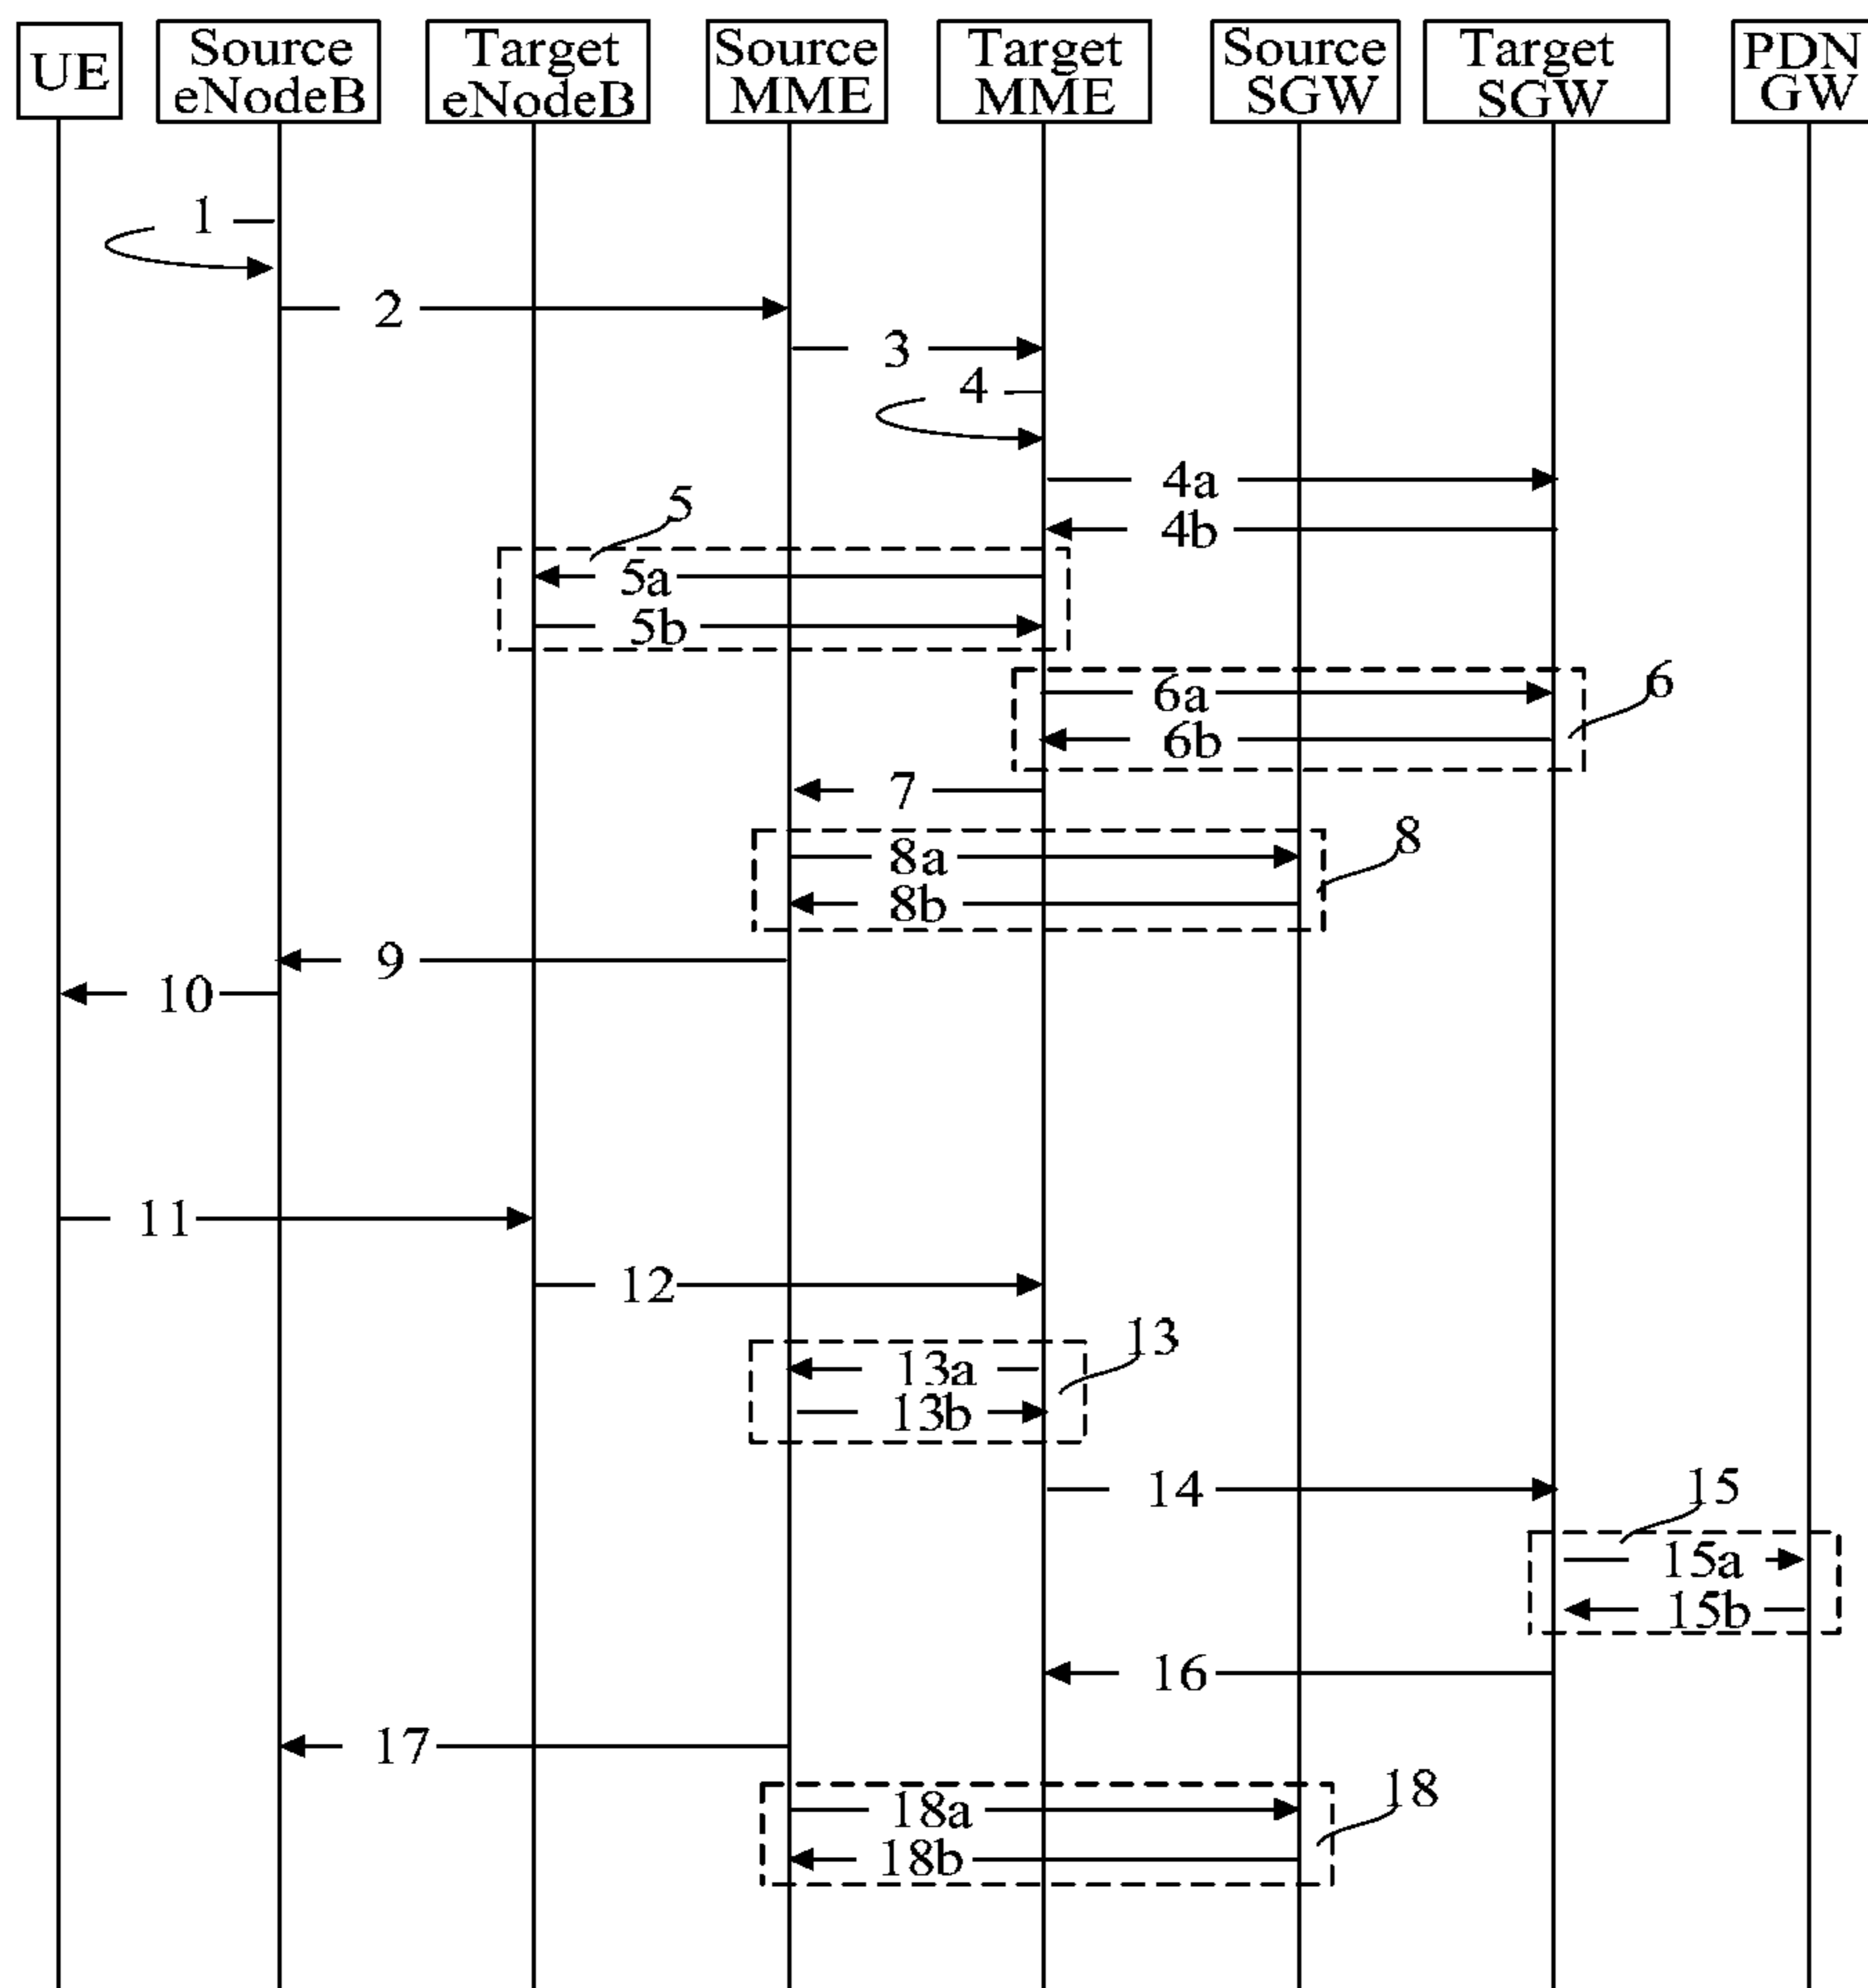 UE
Source
eNodeB
Target
eNodeB
Source
MME
Target
MME
Source
SGW
Target
SGW
PDN
GW
1
2
3
4
4a
4b
5
5a
5b
6
6a
6b
7
8
8a
8b
9
10
11
12
13
13a
13b
14
15
15a
15b
16
17
18
18a
18b